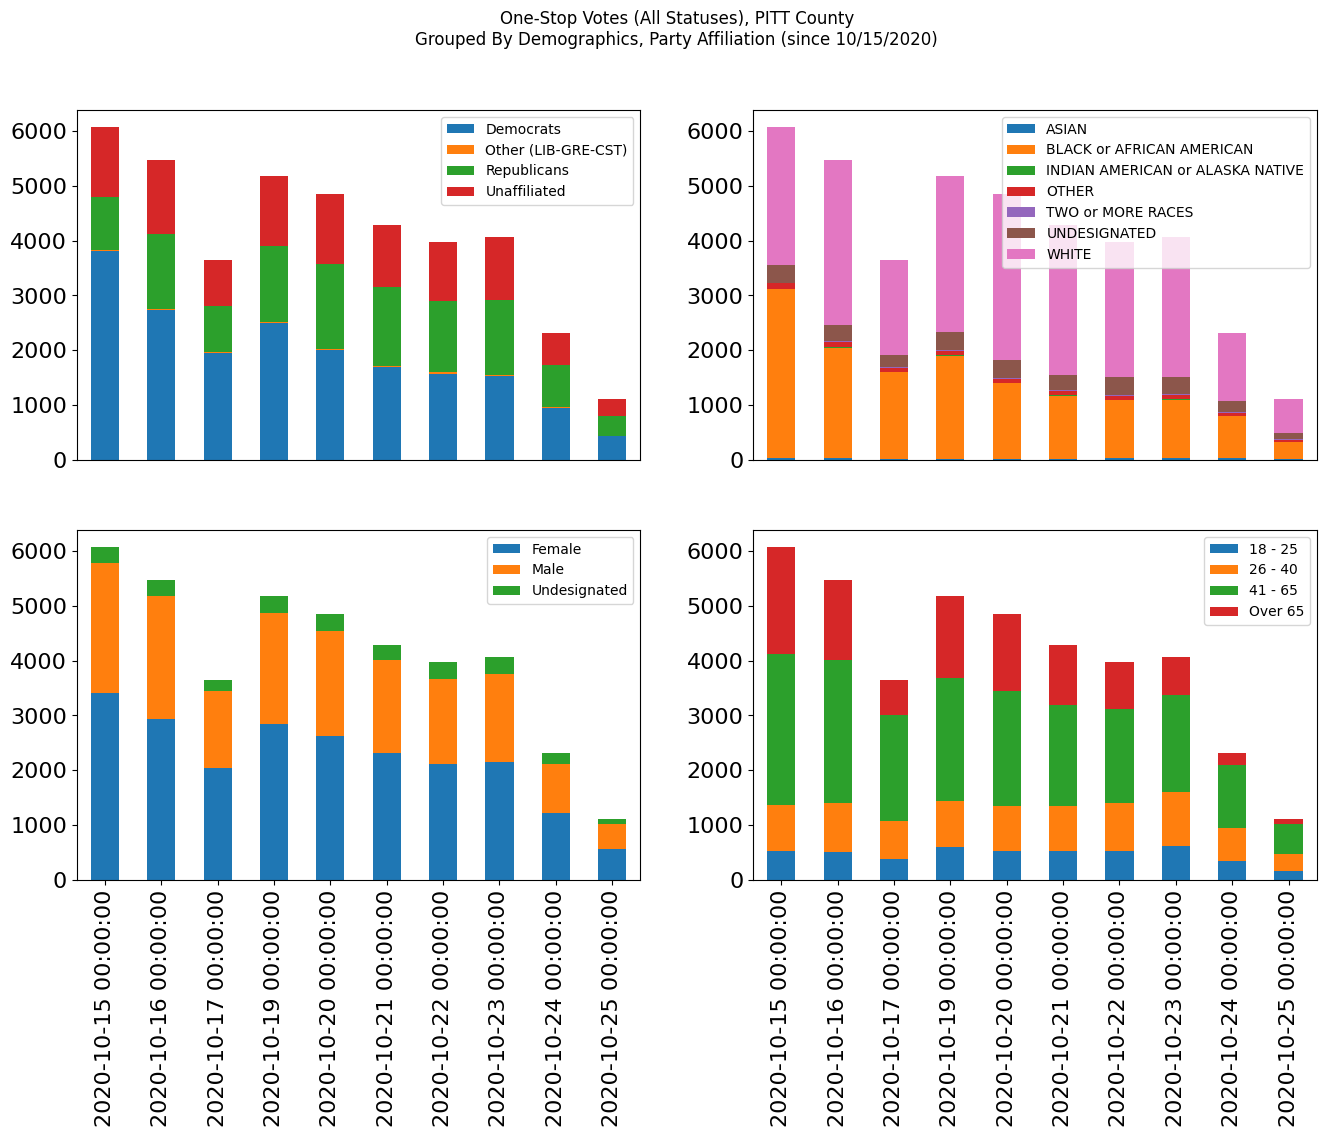 One-Stop Votes (All Statuses), PITT County
Grouped By Demographics, Party Affiliation (since 10/15/2020)
6000
5000
4000
3000
2000
1000
0
Democrats
Other (LIB-GRE-CST)
Republicans
Unaffiliated
6000
5000
4000
3000
2000
1000
0
ASIAN
BLACK or AFRICAN AMERICAN
INDIAN AMERICAN or ALASKA NATIVE
OTHER
TWO or MORE RACES
UNDESIGNATED
WHITE
6000
5000
4000
3000
2000
1000
0
Female
Male
Undesignated
2020-10-15 00:00:00
2020-10-16 00:00:00
2020-10-17 00:00:00
2020-10-19 00:00:00
2020-10-20 00:00:00
2020-10-21 00:00:00
2020-10-22 00:00:00
2020-10-23 00:00:00
2020-10-24 00:00:00
2020-10-25 00:00:00
6000
5000
4000
3000
2000
1000
0
18 - 25
26 - 40
41 - 65
Over 65
2020-10-15 00:00:00
2020-10-16 00:00:00
2020-10-17 00:00:00
2020-10-19 00:00:00
2020-10-20 00:00:00
2020-10-21 00:00:00
2020-10-22 00:00:00
2020-10-23 00:00:00
2020-10-24 00:00:00
2020-10-25 00:00:00